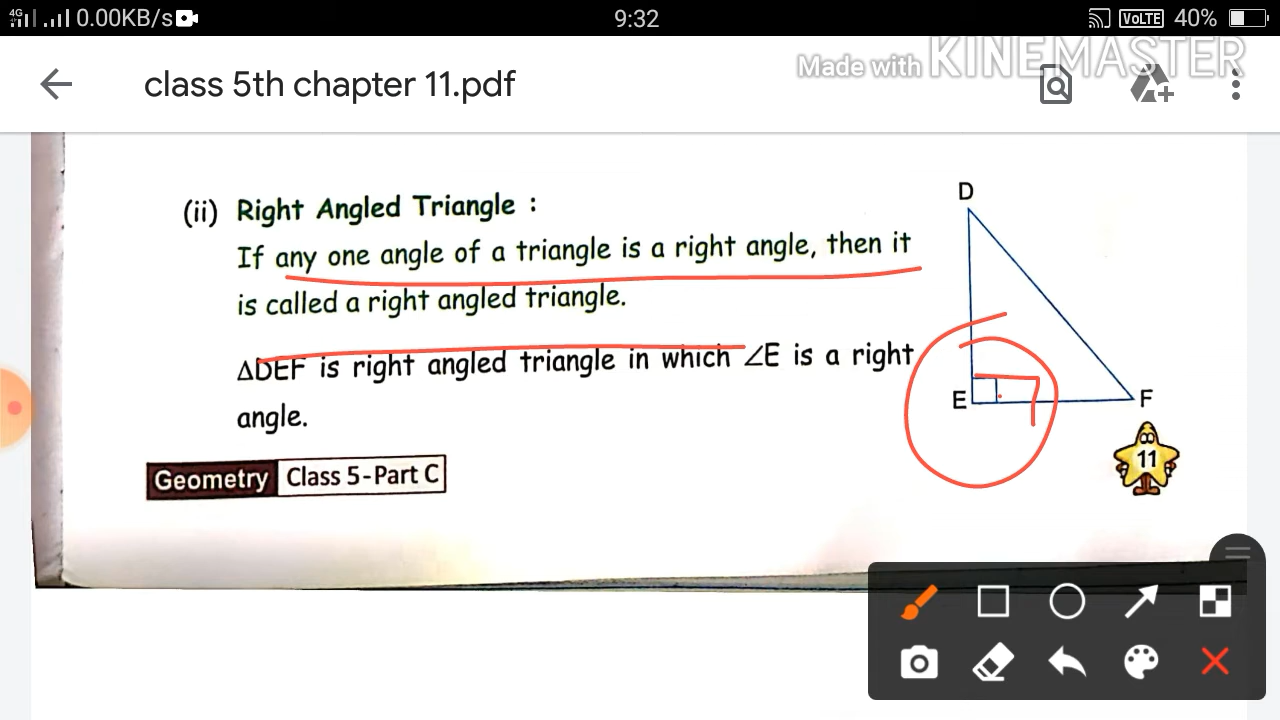 4G 0.00KB/s 9:32 VoLTE 40%
Made with KINEMASTER
class 5th chapter 11.pdf
(ii) Right Angled Triangle :
If any one angle of a triangle is a right angle, then it
is called a right angled triangle.
ΔDEF is right angled triangle in which ∠E is a right
angle.
D
E
F
11
Geometry Class 5-Part C